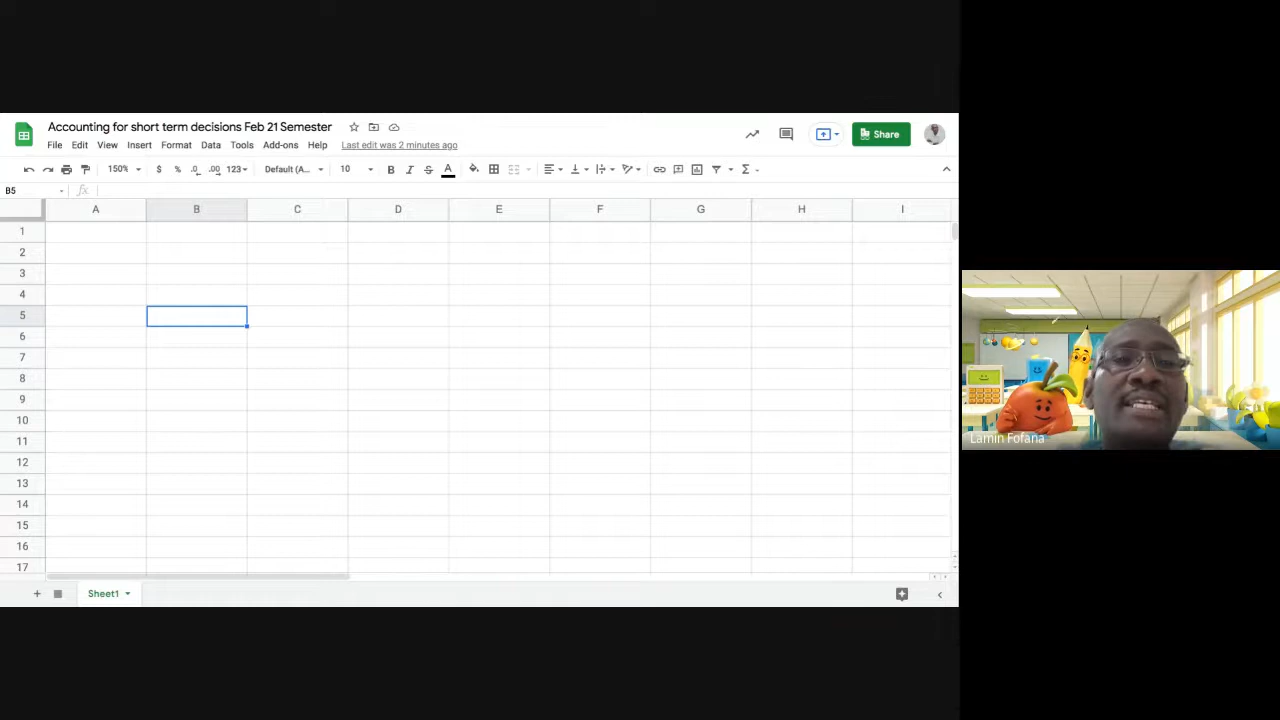 Accounting for short term decisions Feb 21 Semester
File Edit View Insert Format Data Tools Add-ons Help Last edit was 2 minutes ago
Share
150% $ % .0 .00 123 Default (A... 10 B I S A Σ
B5 fx
A B C D E F G H I
1
2
3
4
5
6
7
8
9
10
11
12
13
14
15
16
17
+ Sheet1
Lamin Fofana